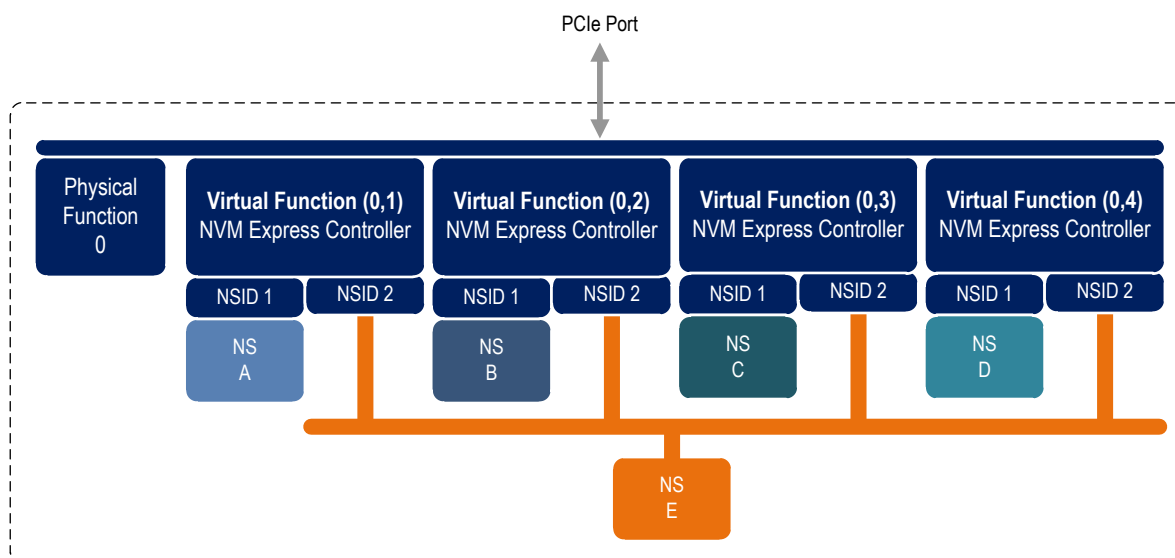 PCIe Port
Physical
Function
0
Virtual Function (0,1)
NVM Express Controller
Virtual Function (0,2)
NVM Express Controller
Virtual Function (0,3)
NVM Express Controller
Virtual Function (0,4)
NVM Express Controller
NSID 1
NSID 2
NSID 1
NSID 2
NSID 1
NSID 2
NSID 1
NSID 2
NS
A
NS
B
NS
C
NS
D
NS
E